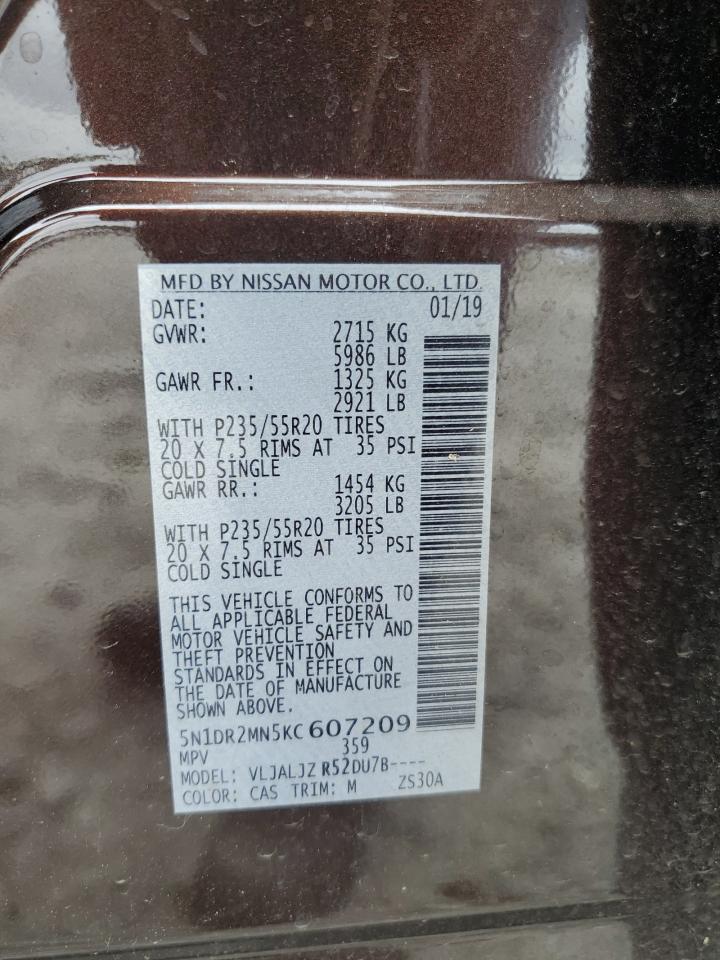 MFD BY NISSAN MOTOR CO., LTD.
DATE: 01/19
GVWR: 2715 KG
5986 LB
GAWR FR.: 1325 KG
2921 LB
WITH P235/55R20 TIRES
20 X 7.5 RIMS AT 35 PSI
COLD SINGLE
GAWR RR.: 1454 KG
3205 LB
WITH P235/55R20 TIRES
20 X 7.5 RIMS AT 35 PSI
COLD SINGLE
THIS VEHICLE CONFORMS TO
ALL APPLICABLE FEDERAL
MOTOR VEHICLE SAFETY AND
THEFT PREVENTION
STANDARDS IN EFFECT ON
THE DATE OF MANUFACTURE
SHOWN ABOVE.
5N1DR2MN5KC607209
MPV 359
MODEL: VLJALJZ R52DU7B----
COLOR: CAS TRIM: M ZS30A